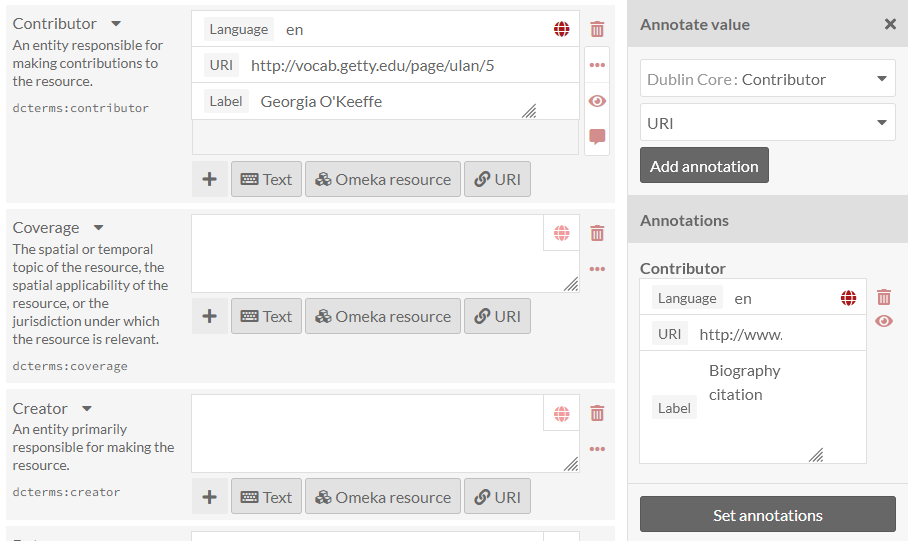 Contributor
An entity responsible for
making contributions to
the resource.
dcterms:contributor
Language en
URI http://vocab.getty.edu/page/ulan/5
Label Georgia O'Keeffe
+ Text Omeka resource URI
Coverage
The spatial or temporal
topic of the resource, the
spatial applicability of the
resource, or the
jurisdiction under which
the resource is relevant.
dcterms:coverage
+ Text Omeka resource URI
Creator
An entity primarily
responsible for making the
resource.
dcterms:creator
+ Text Omeka resource URI
Annotate value
Dublin Core: Contributor
URI
Add annotation
Annotations
Contributor
Language en
URI http://www.
Label Biography
citation
Set annotations